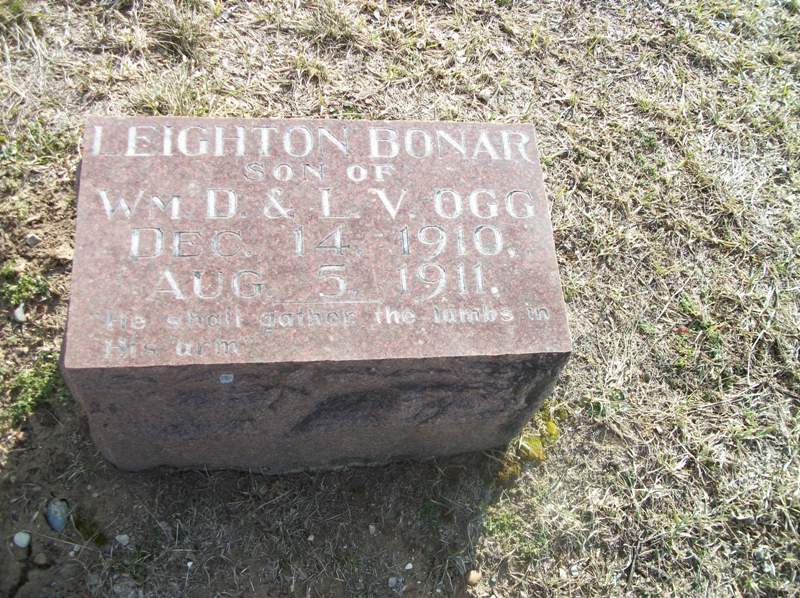 LEIGHTON BONAR
SON OF
WM. D. & L. V. OGG
DEC. 14, 1910.
AUG. 5, 1911.
He shall gather the lambs in
His arm